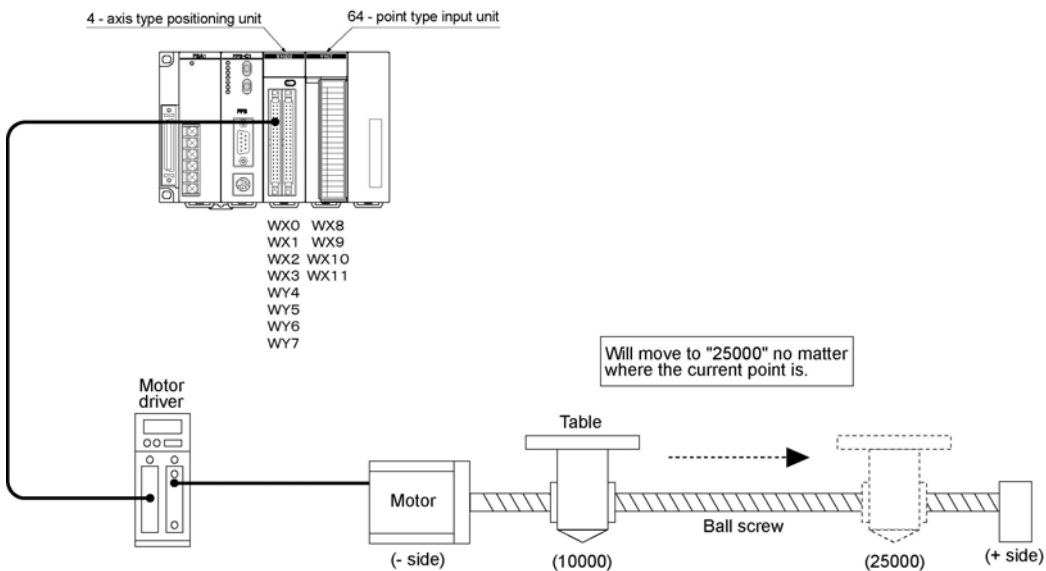 4 - axis type positioning unit
64 - point type input unit
WX0 WX8
WX1 WX9
WX2 WX10
WX3 WX11
WY4
WY5
WY6
WY7
Will move to "25000" no matter
where the current point is.
Motor
driver
Table
Motor
Ball screw
(- side)
(10000)
(25000)
(+ side)